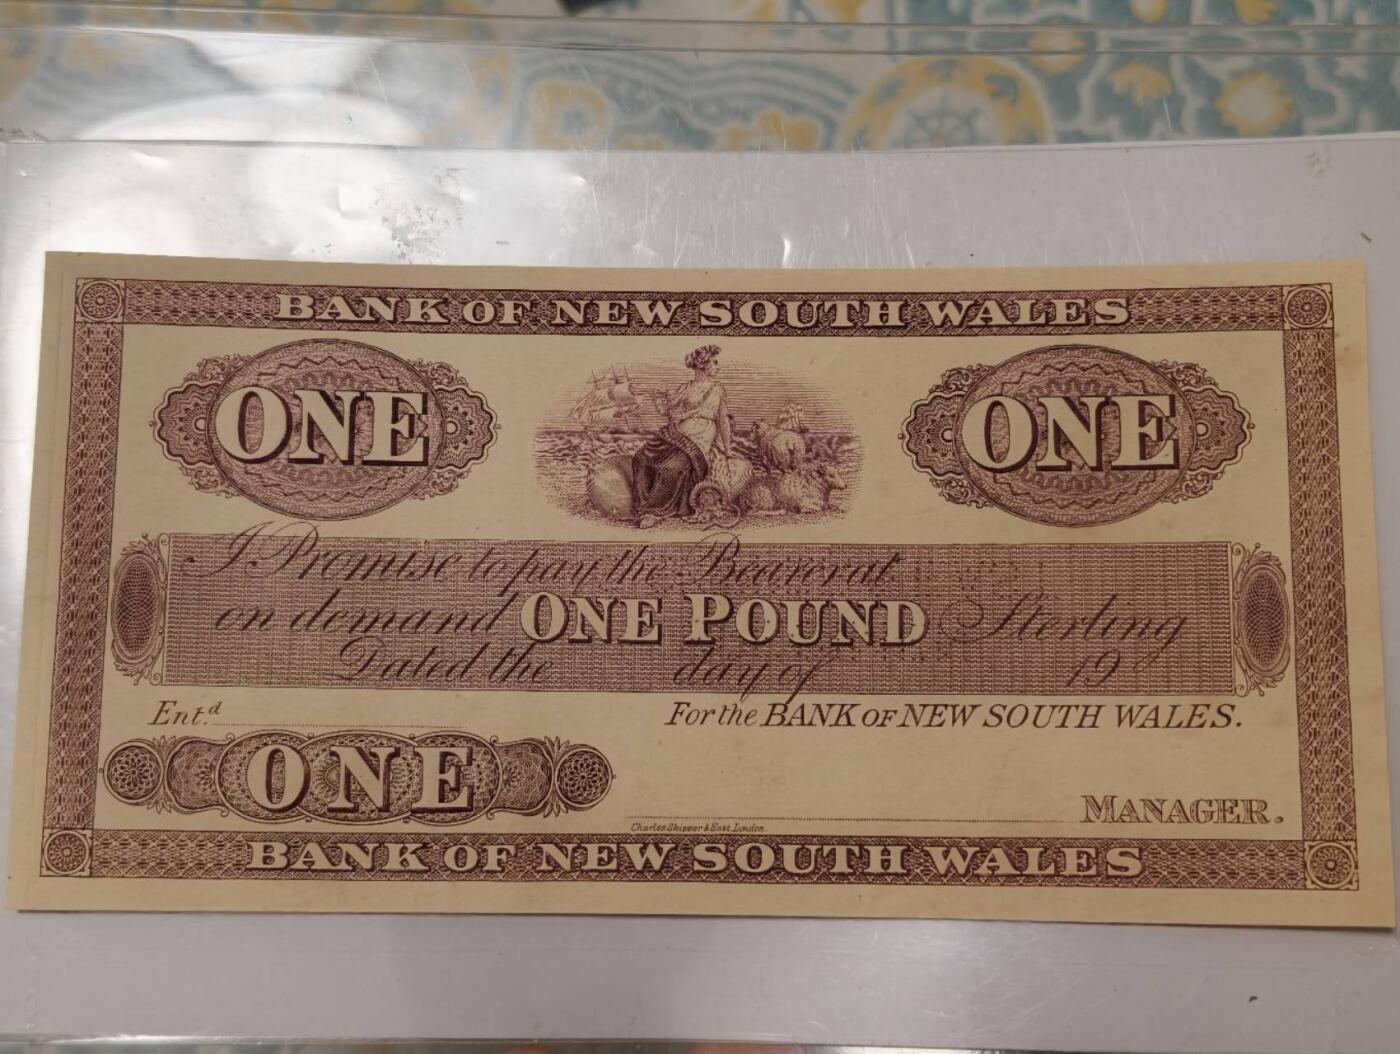 BANK OF NEW SOUTH WALES
ONE ONE
I Promise to pay the Bearer at
on demand ONE POUND Sterling
Dated the day of 19
Ent.d For the BANK OF NEW SOUTH WALES.
ONE
MANAGER.
Charles Skipper & East London.
BANK OF NEW SOUTH WALES